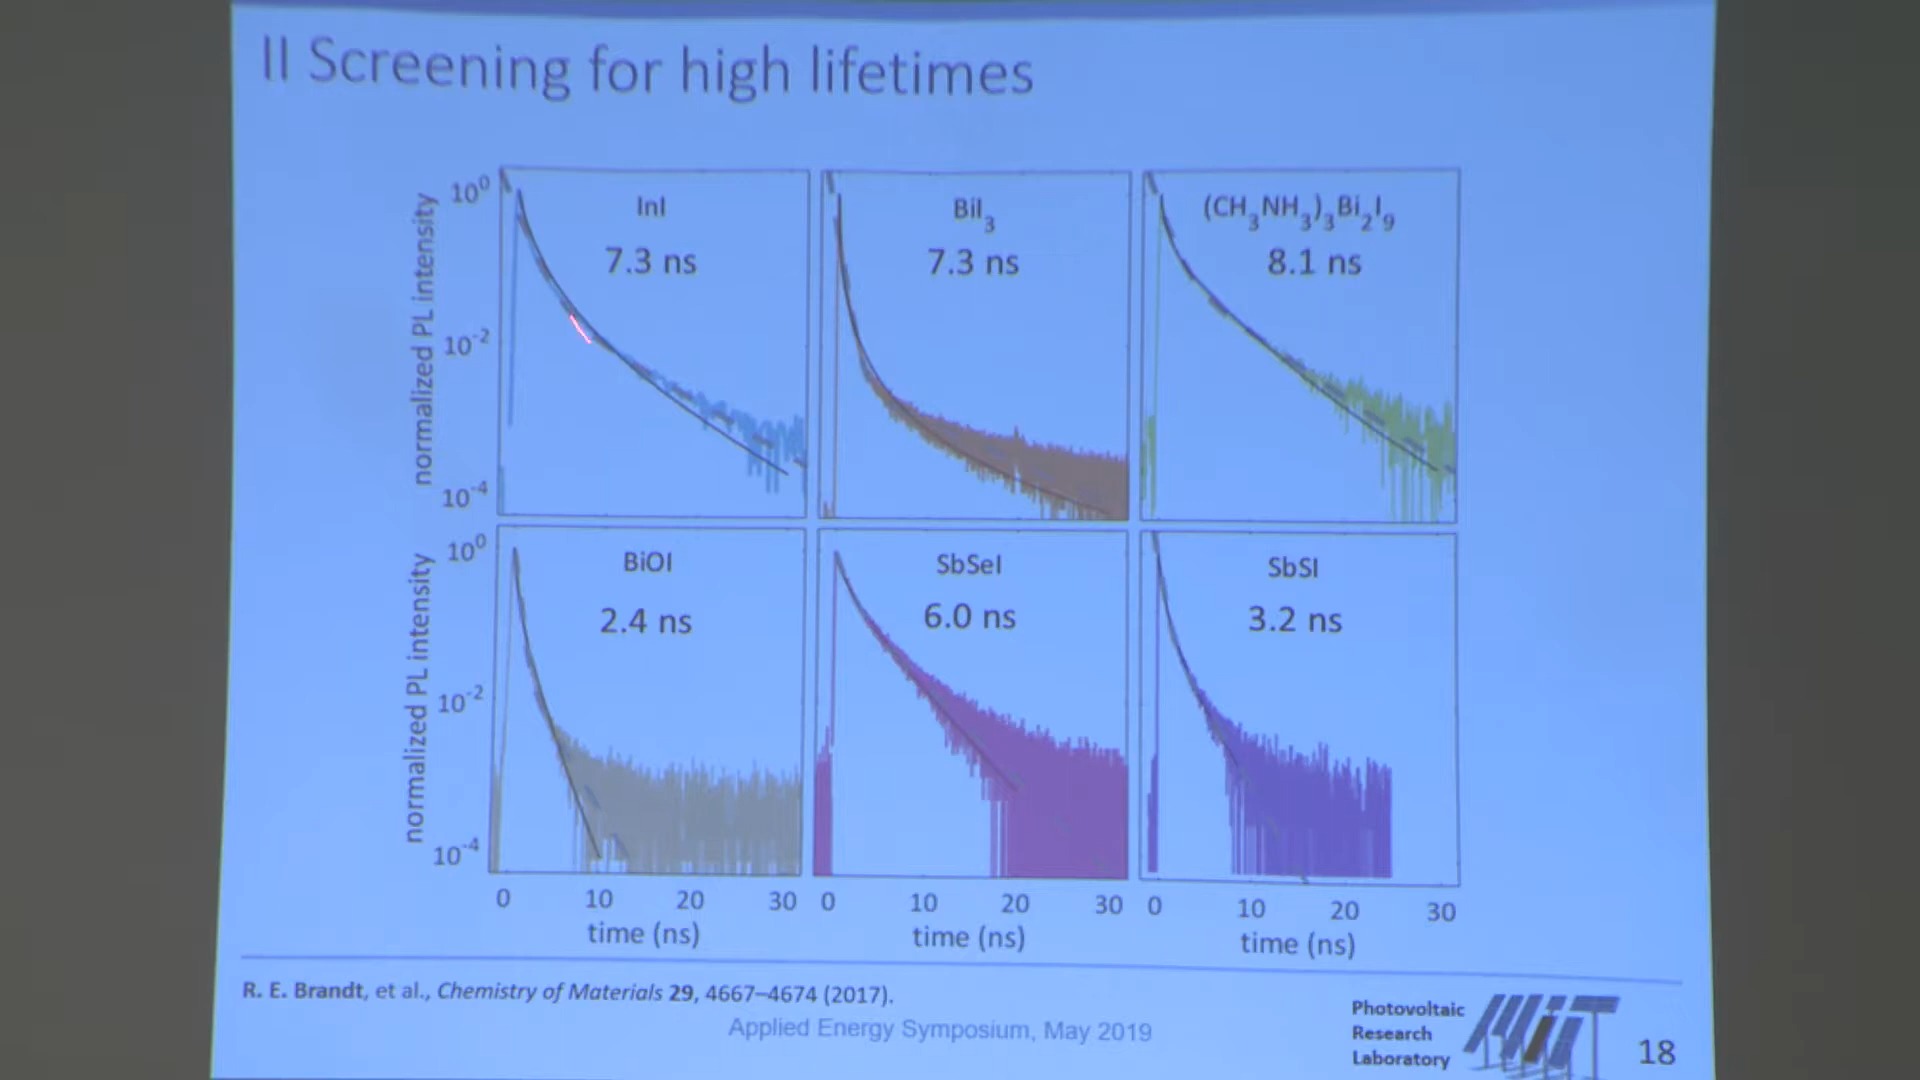 II Screening for high lifetimes
normalized PL intensity
10⁰
10⁻²
10⁻⁴
InI
7.3 ns
BiI₃
7.3 ns
(CH₃NH₃)₃Bi₂I₉
8.1 ns
normalized PL intensity
10⁰
10⁻²
10⁻⁴
BiOI
2.4 ns
SbSeI
6.0 ns
SbSI
3.2 ns
0 10 20 30
0 10 20 30
0 10 20 30
time (ns)
time (ns)
time (ns)
R. E. Brandt, et al., Chemistry of Materials 29, 4667–4674 (2017).
Applied Energy Symposium, May 2019
Photovoltaic
Research
Laboratory
MIT
18